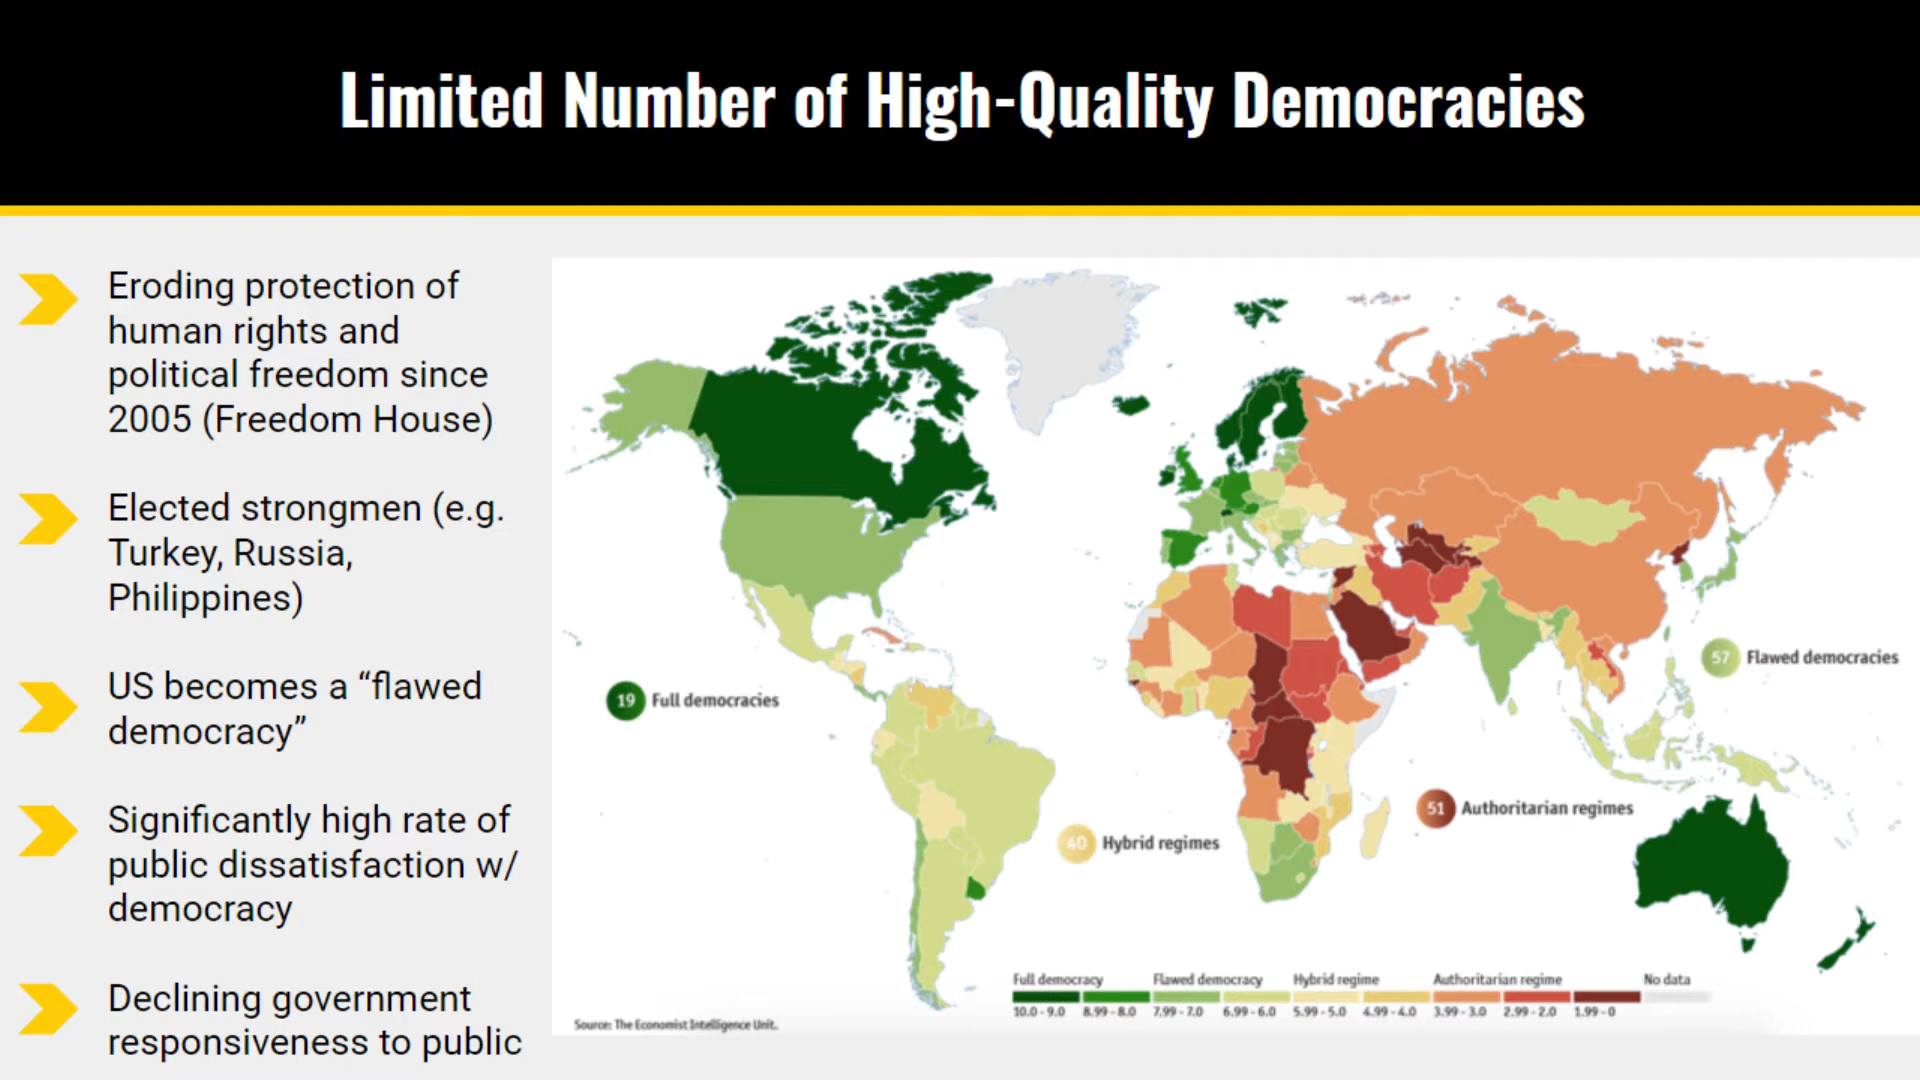 Limited Number of High-Quality Democracies
Eroding protection of
human rights and
political freedom since
2005 (Freedom House)
Elected strongmen (e.g.
Turkey, Russia,
Philippines)
US becomes a “flawed
democracy”
Significantly high rate of
public dissatisfaction w/
democracy
Declining government
responsiveness to public
19 Full democracies
57 Flawed democracies
40 Hybrid regimes
51 Authoritarian regimes
Full democracy Flawed democracy Hybrid regime Authoritarian regime No data
10.0 - 9.0 8.99 - 8.0 7.99 - 7.0 6.99 - 6.0 5.99 - 5.0 4.99 - 4.0 3.99 - 3.0 2.99 - 2.0 1.99 - 0
Source: The Economist Intelligence Unit.